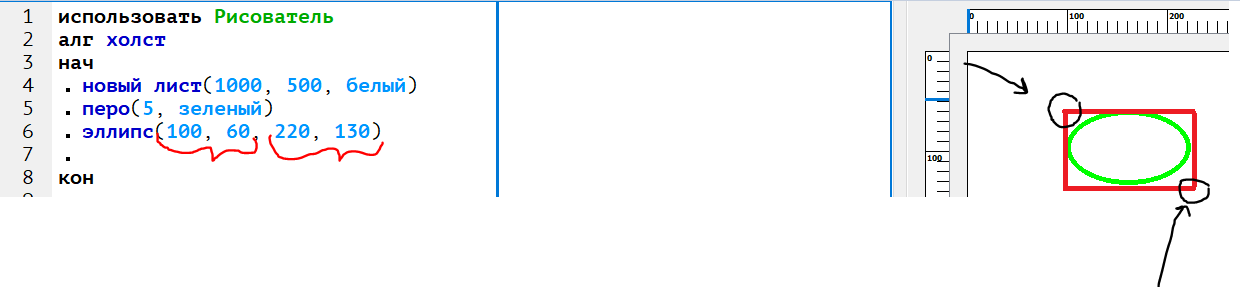 1 использовать Рисователь
2 алг холст
3 нач
4 . новый лист(1000, 500, белый)
5 . перо(5, зеленый)
6 . эллипс(100, 60, 220, 130)
7 .
8 кон
0 100 200
0
100